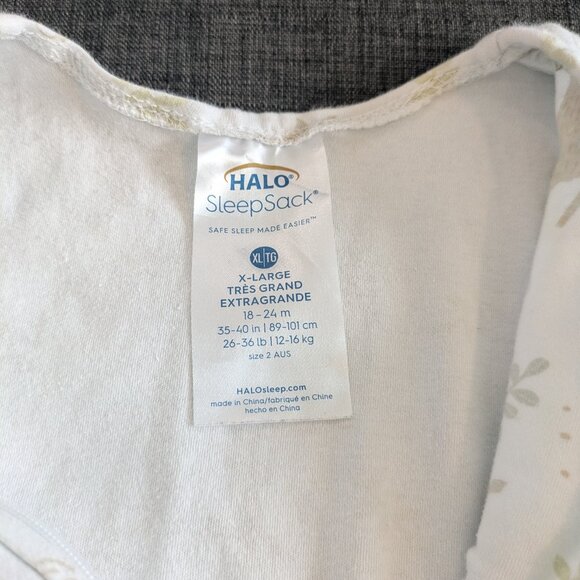 HALO®
SleepSack®
SAFE SLEEP MADE EASIER™
XL|TG
X-LARGE
TRÈS GRAND
EXTRAGRANDE
18-24 m
35-40 in | 89-101 cm
26-36 lb | 12-16 kg
size 2 AUS
HALOsleep.com
made in China/fabriqué en Chine
hecho en China